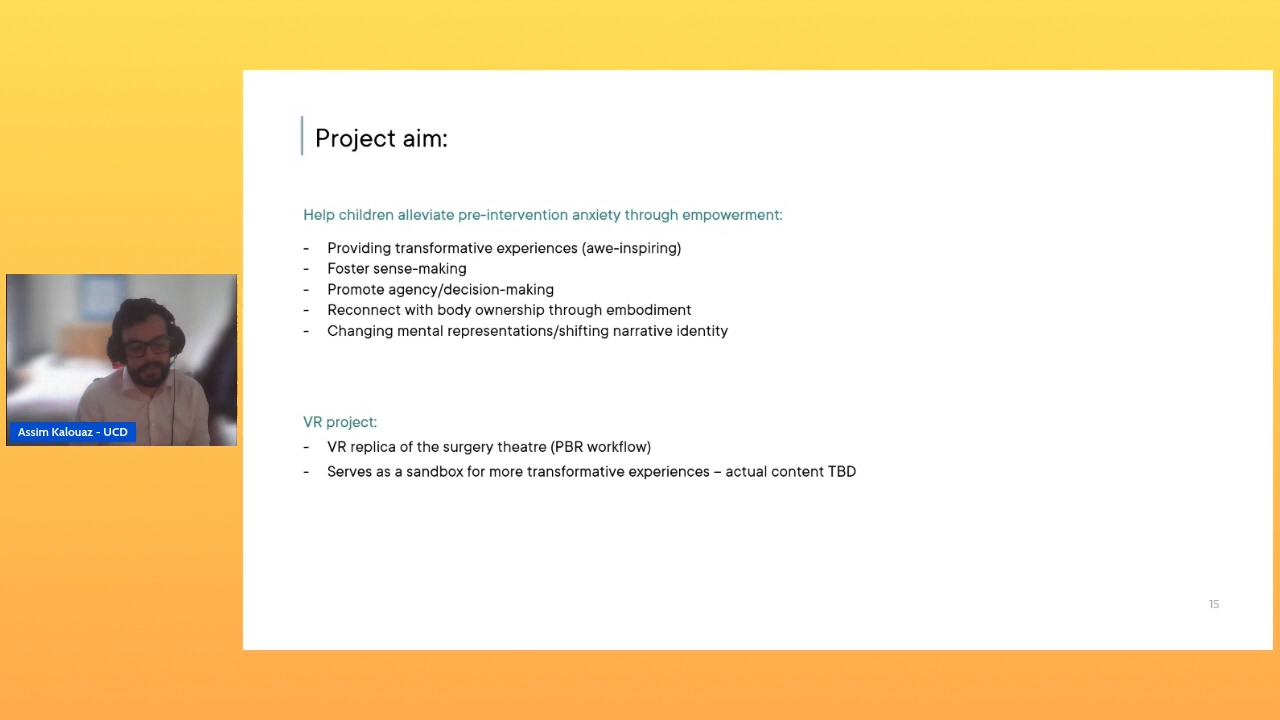 Project aim:
Help children alleviate pre-intervention anxiety through empowerment:
- Providing transformative experiences (awe-inspiring)
- Foster sense-making
- Promote agency/decision-making
- Reconnect with body ownership through embodiment
- Changing mental representations/shifting narrative identity
Assim Kalouaz - UCD
VR project:
- VR replica of the surgery theatre (PBR workflow)
- Serves as a sandbox for more transformative experiences – actual content TBD
15